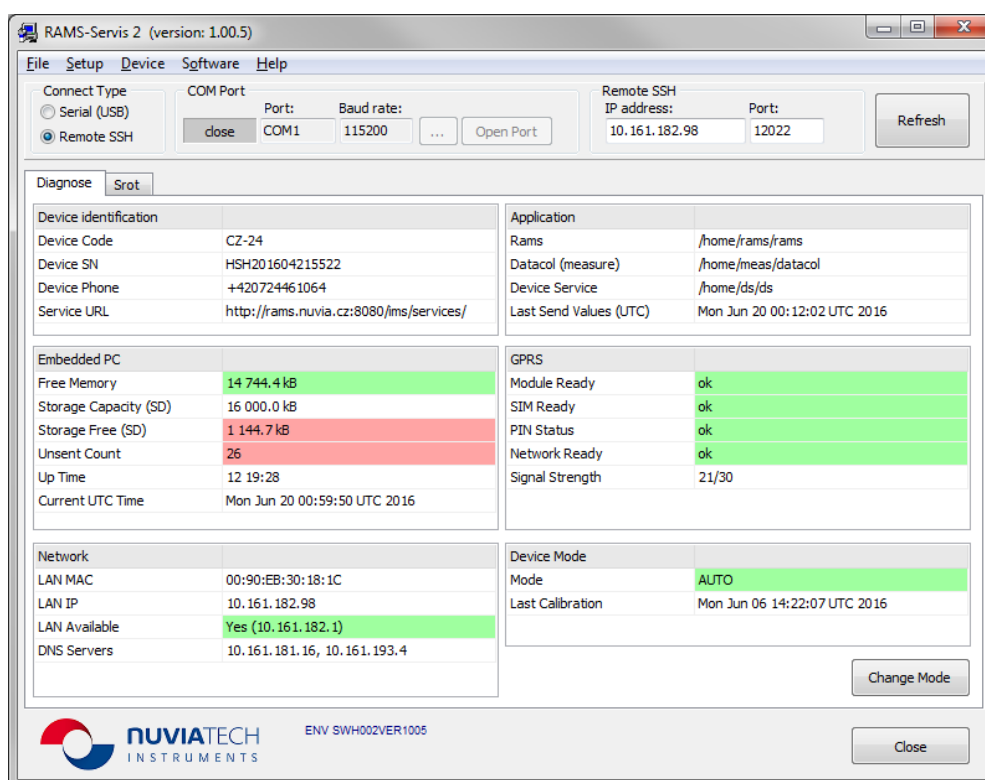 RAMS-Servis 2 (version: 1.00.5)
File Setup Device Software Help
Connect Type
Serial (USB)
Remote SSH
COM Port
Port: Baud rate:
close COM1 115200 ... Open Port
Remote SSH
IP address: Port:
10.161.182.98 12022
Refresh
Diagnose Srot
Device identification
Device Code CZ-24
Device SN HSH201604215522
Device Phone +420724461064
Service URL http://rams.nuvia.cz:8080/ims/services/
Application
Rams /home/rams/rams
Datacol (measure) /home/meas/datacol
Device Service /home/ds/ds
Last Send Values (UTC) Mon Jun 20 00:12:02 UTC 2016
Embedded PC
Free Memory 14 744.4 kB
Storage Capacity (SD) 16 000.0 kB
Storage Free (SD) 1 144.7 kB
Unsent Count 26
Up Time 12 19:28
Current UTC Time Mon Jun 20 00:59:50 UTC 2016
GPRS
Module Ready ok
SIM Ready ok
PIN Status ok
Network Ready ok
Signal Strength 21/30
Network
LAN MAC 00:90:EB:30:18:1C
LAN IP 10.161.182.98
LAN Available Yes (10.161.182.1)
DNS Servers 10.161.181.16, 10.161.193.4
Device Mode
Mode AUTO
Last Calibration Mon Jun 06 14:22:07 UTC 2016
Change Mode
NUVIATECH
INSTRUMENTS
ENV SWH002VER1005
Close